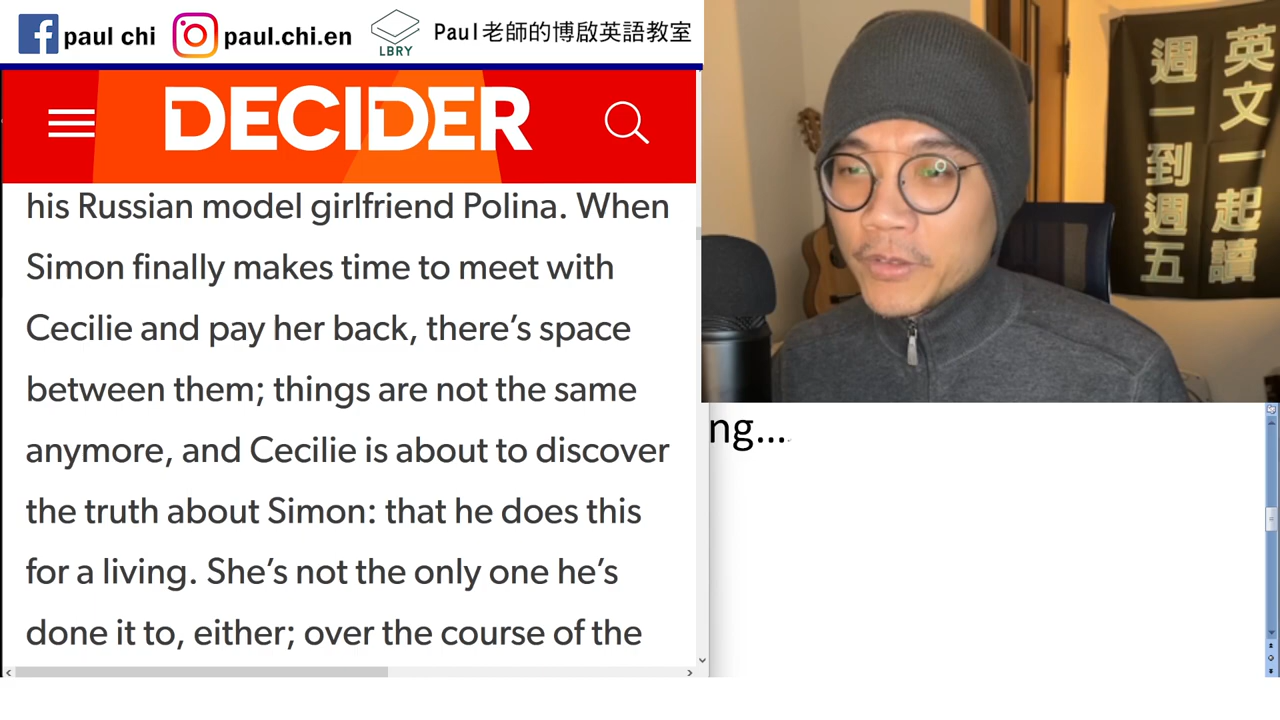 paul chi
paul.chi.en
LBRY
Paul老師的博啟英語教室
DECIDER
his Russian model girlfriend Polina. When
Simon finally makes time to meet with
Cecilie and pay her back, there’s space
between them; things are not the same
anymore, and Cecilie is about to discover
the truth about Simon: that he does this
for a living. She’s not the only one he’s
done it to, either; over the course of the
英文一起讀
週一到週五
ng...